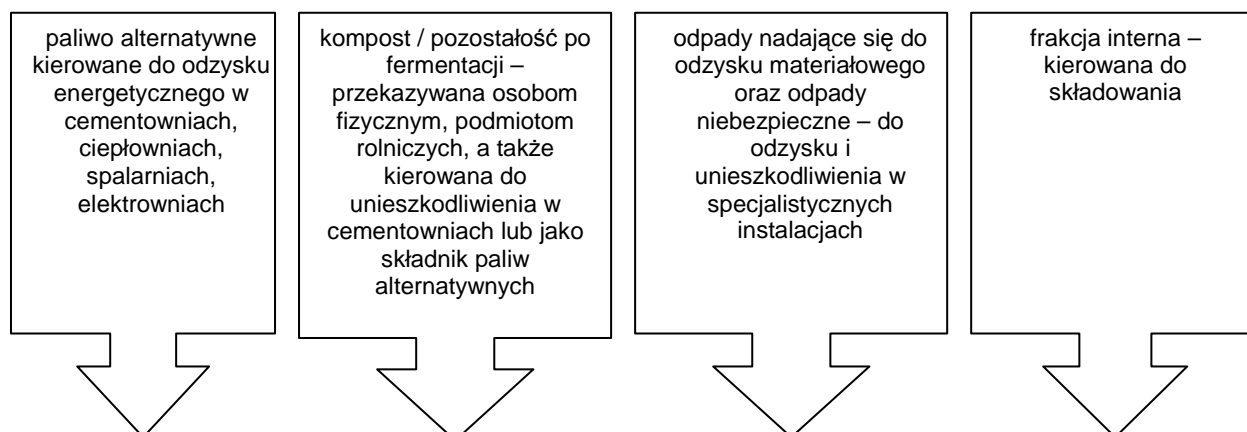 paliwo alternatywne
kierowane do odzysku
energetycznego w
cementowniach,
ciepłowniach,
spalarniach,
elektrowniach
kompost / pozostałość po
fermentacji –
przekazywana osobom
fizycznym, podmiotom
rolniczych, a także
kierowana do
unieszkodliwienia w
cementowniach lub jako
składnik paliw
alternatywnych
odpady nadające się do
odzysku materiałowego
oraz odpady
niebezpieczne – do
odzysku i
unieszkodliwienia w
specjalistycznych
instalacjach
frakcja interna –
kierowana do
składowania